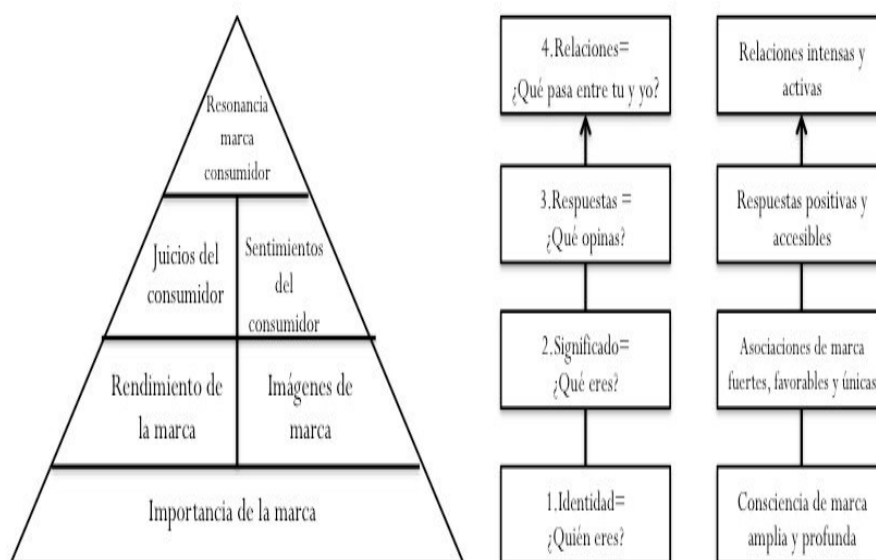 Resonancia
marca
consumidor
Juicios del
consumidor
Sentimientos
del
consumidor
Rendimiento de
la marca
Imágenes de
marca
Importancia de la marca
4.Relaciones=
¿Qué pasa entre tu y yo?
3.Respuestas =
¿Qué opinas?
2.Significado=
¿Qué eres?
1.Identidad=
¿Quién eres?
Relaciones intensas y
activas
Respuestas positivas y
accesibles
Asociaciones de marca
fuertes, favorables y únicas
Consciencia de marca
amplia y profunda